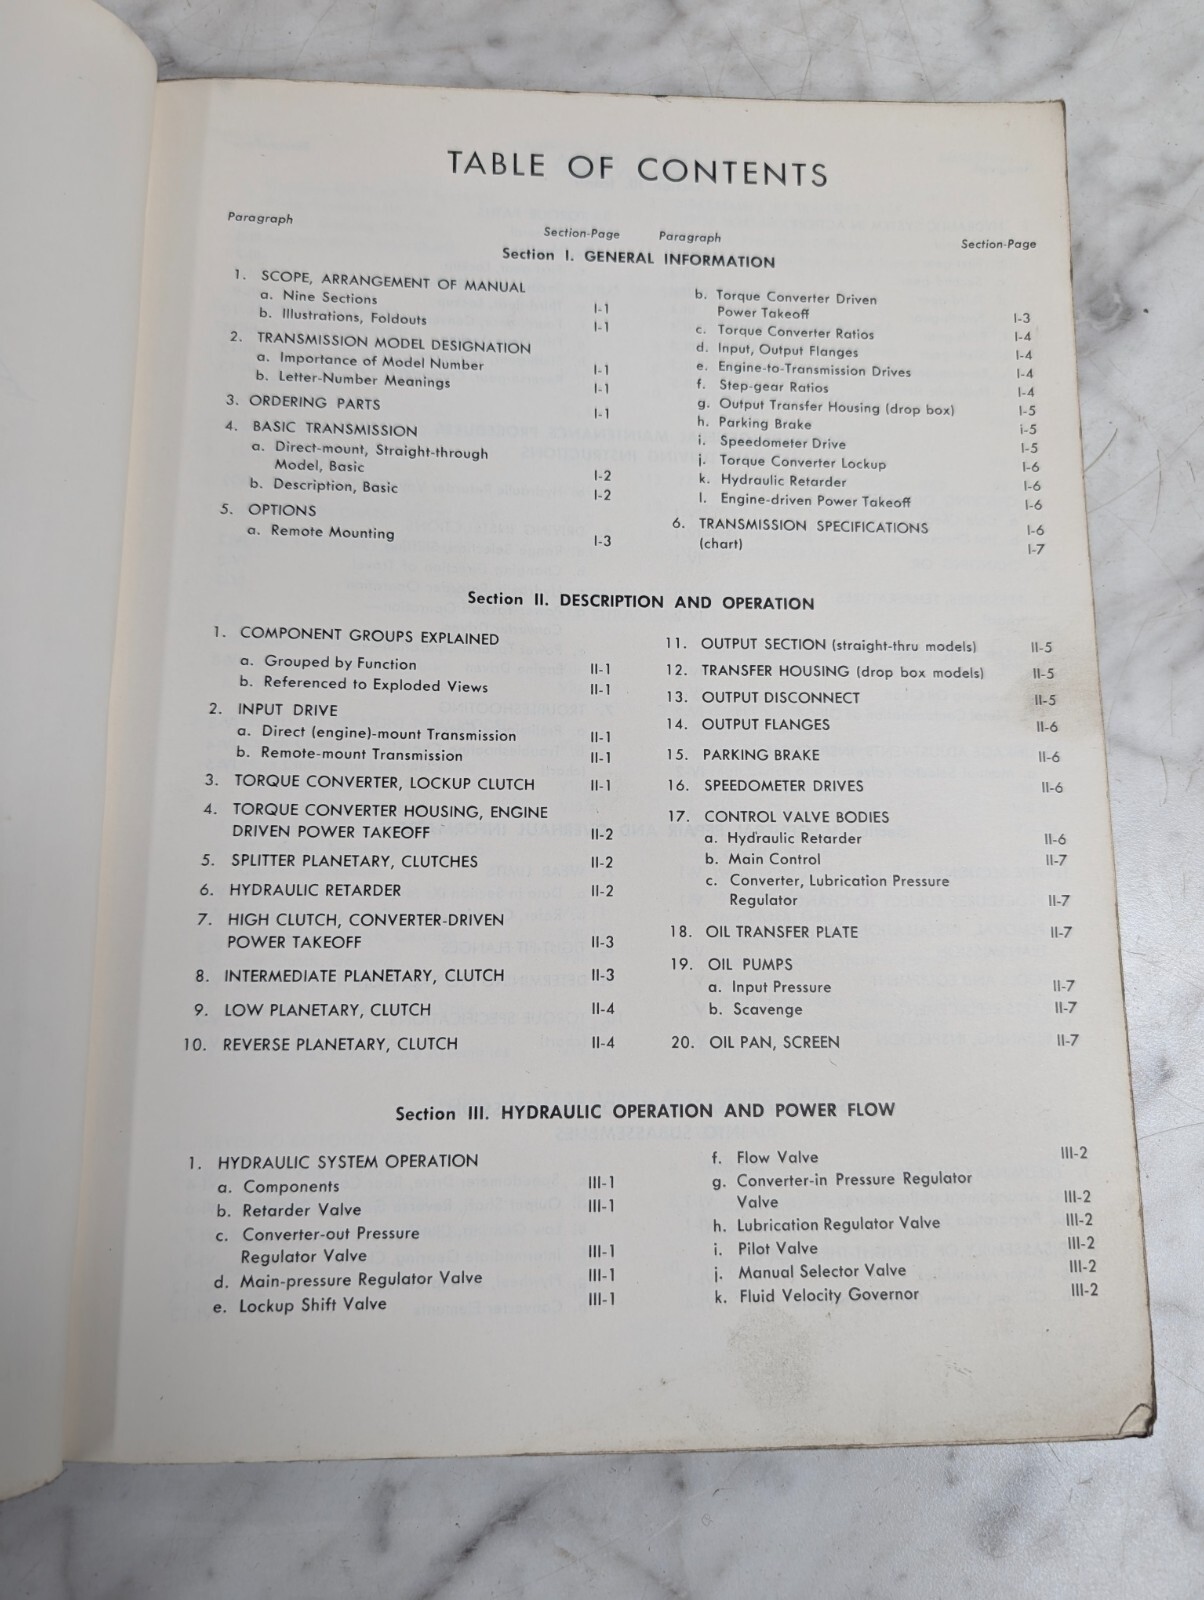 TABLE OF CONTENTS
Paragraph Section-Page Paragraph Section-Page
Section I. GENERAL INFORMATION
1. SCOPE, ARRANGEMENT OF MANUAL
a. Nine Sections I-1
b. Illustrations, Foldouts I-1
2. TRANSMISSION MODEL DESIGNATION
a. Importance of Model Number I-1
b. Letter-Number Meanings I-1
3. ORDERING PARTS I-1
4. BASIC TRANSMISSION
a. Direct-mount, Straight-through
Model, Basic I-2
b. Description, Basic I-2
5. OPTIONS
a. Remote Mounting I-3
b. Torque Converter Driven
Power Takeoff I-3
c. Torque Converter Ratios I-4
d. Input, Output Flanges I-4
e. Engine-to-Transmission Drives I-4
f. Step-gear Ratios I-4
g. Output Transfer Housing (drop box) I-5
h. Parking Brake I-5
i. Speedometer Drive I-5
j. Torque Converter Lockup I-6
k. Hydraulic Retarder I-6
l. Engine-driven Power Takeoff I-6
6. TRANSMISSION SPECIFICATIONS I-6
(chart) I-7
Section II. DESCRIPTION AND OPERATION
1. COMPONENT GROUPS EXPLAINED
a. Grouped by Function II-1
b. Referenced to Exploded Views II-1
2. INPUT DRIVE
a. Direct (engine)-mount Transmission II-1
b. Remote-mount Transmission II-1
3. TORQUE CONVERTER, LOCKUP CLUTCH II-1
4. TORQUE CONVERTER HOUSING, ENGINE
DRIVEN POWER TAKEOFF II-2
5. SPLITTER PLANETARY, CLUTCHES II-2
6. HYDRAULIC RETARDER II-2
7. HIGH CLUTCH, CONVERTER-DRIVEN
POWER TAKEOFF II-3
8. INTERMEDIATE PLANETARY, CLUTCH II-3
9. LOW PLANETARY, CLUTCH II-4
10. REVERSE PLANETARY, CLUTCH II-4
11. OUTPUT SECTION (straight-thru models) II-5
12. TRANSFER HOUSING (drop box models) II-5
13. OUTPUT DISCONNECT II-5
14. OUTPUT FLANGES II-6
15. PARKING BRAKE II-6
16. SPEEDOMETER DRIVES II-6
17. CONTROL VALVE BODIES
a. Hydraulic Retarder II-6
b. Main Control II-7
c. Converter, Lubrication Pressure
Regulator II-7
18. OIL TRANSFER PLATE II-7
19. OIL PUMPS
a. Input Pressure II-7
b. Scavenge II-7
20. OIL PAN, SCREEN II-7
Section III. HYDRAULIC OPERATION AND POWER FLOW
1. HYDRAULIC SYSTEM OPERATION
a. Components III-1
b. Retarder Valve III-1
c. Converter-out Pressure
Regulator Valve III-1
d. Main-pressure Regulator Valve III-1
e. Lockup Shift Valve III-1
f. Flow Valve III-2
g. Converter-in Pressure Regulator
Valve III-2
h. Lubrication Regulator Valve III-2
i. Pilot Valve III-2
j. Manual Selector Valve III-2
k. Fluid Velocity Governor III-2